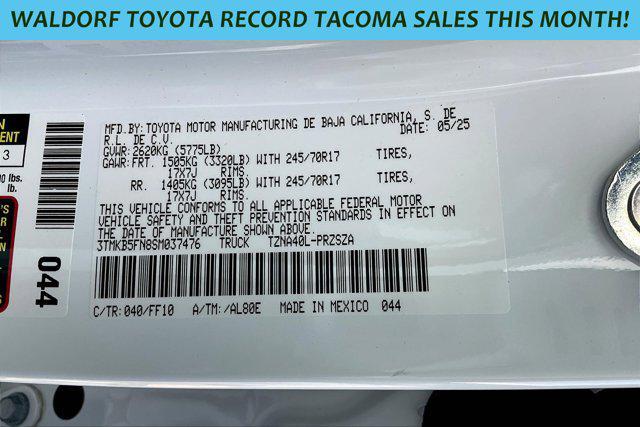 WALDORF TOYOTA RECORD TACOMA SALES THIS MONTH!
MFD.BY:TOYOTA MOTOR MANUFACTURING DE BAJA CALIFORNIA, S. DE
R.L. DE C.V. DATE: 05/25
GVWR:2620KG (5775LB)
GAWR:FRT. 1505KG (3320LB) WITH 245/70R17 TIRES,
17X7J RIMS.
RR. 1405KG (3095LB) WITH 245/70R17 TIRES,
17X7J RIMS.
THIS VEHICLE CONFORMS TO ALL APPLICABLE FEDERAL MOTOR
VEHICLE SAFETY AND THEFT PREVENTION STANDARDS IN EFFECT ON
THE DATE OF MANUFACTURE SHOWN ABOVE.
3TMKB5FN8SM037476 TRUCK TZNA40L-PRZSZA
C/TR:040/FF10 A/TM:/AL80E MADE IN MEXICO 044
044
3
lb.
lb.